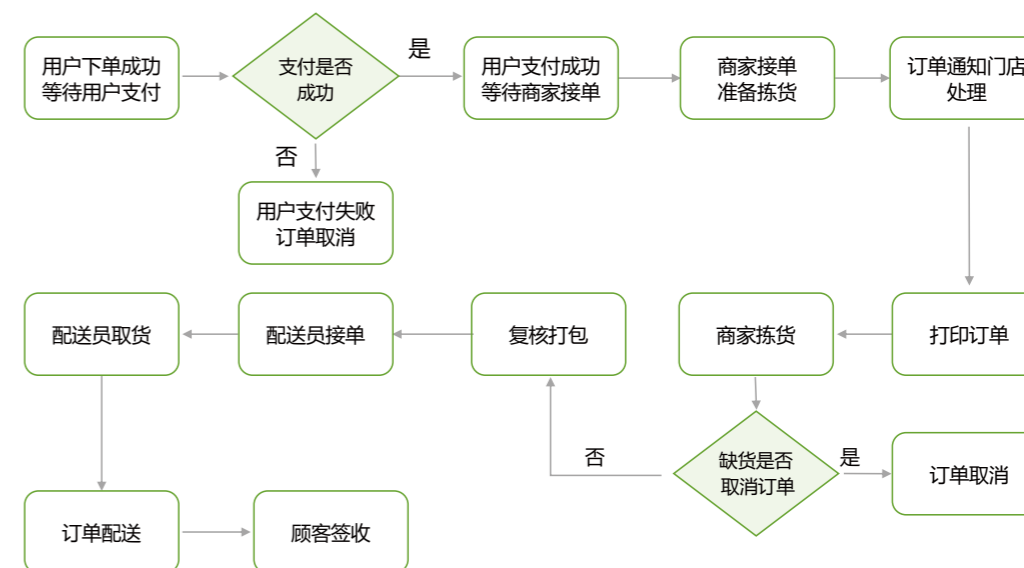 用户下单成功
等待用户支付
支付是否
成功
是
用户支付成功
等待商家接单
商家接单
准备拣货
订单通知门店
处理
否
用户支付失败
订单取消
配送员取货
配送员接单
复核打包
商家拣货
打印订单
否
缺货是否
取消订单
是
订单取消
订单配送
顾客签收